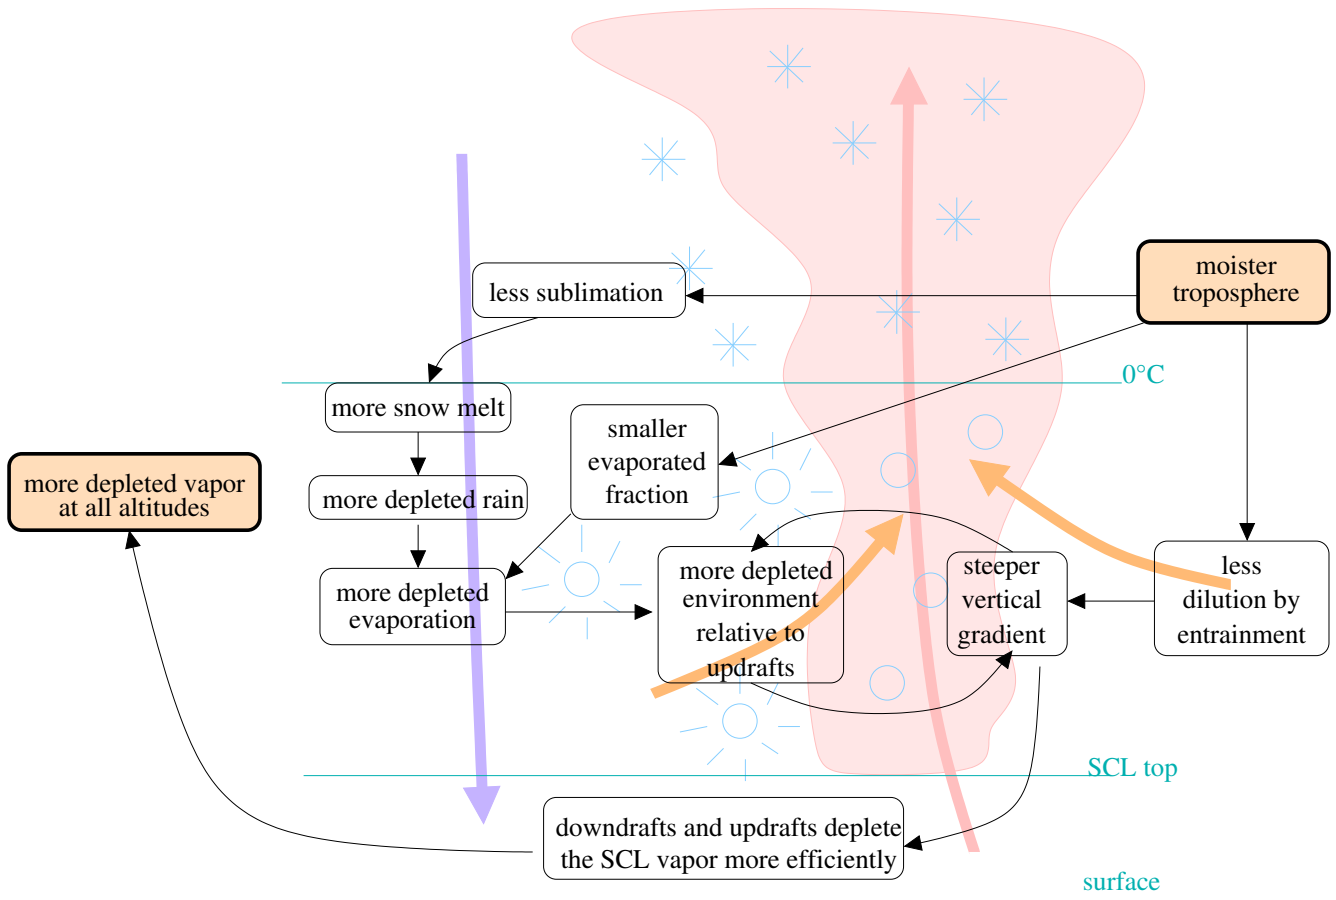 moister
troposphere
less sublimation
0°C
more snow melt
smaller
evaporated
fraction
more depleted vapor
at all altitudes
more depleted rain
more depleted
evaporation
more depleted
environment
relative to
updrafts
steeper
vertical
gradient
less
dilution by
entrainment
SCL top
downdrafts and updrafts deplete
the SCL vapor more efficiently
surface